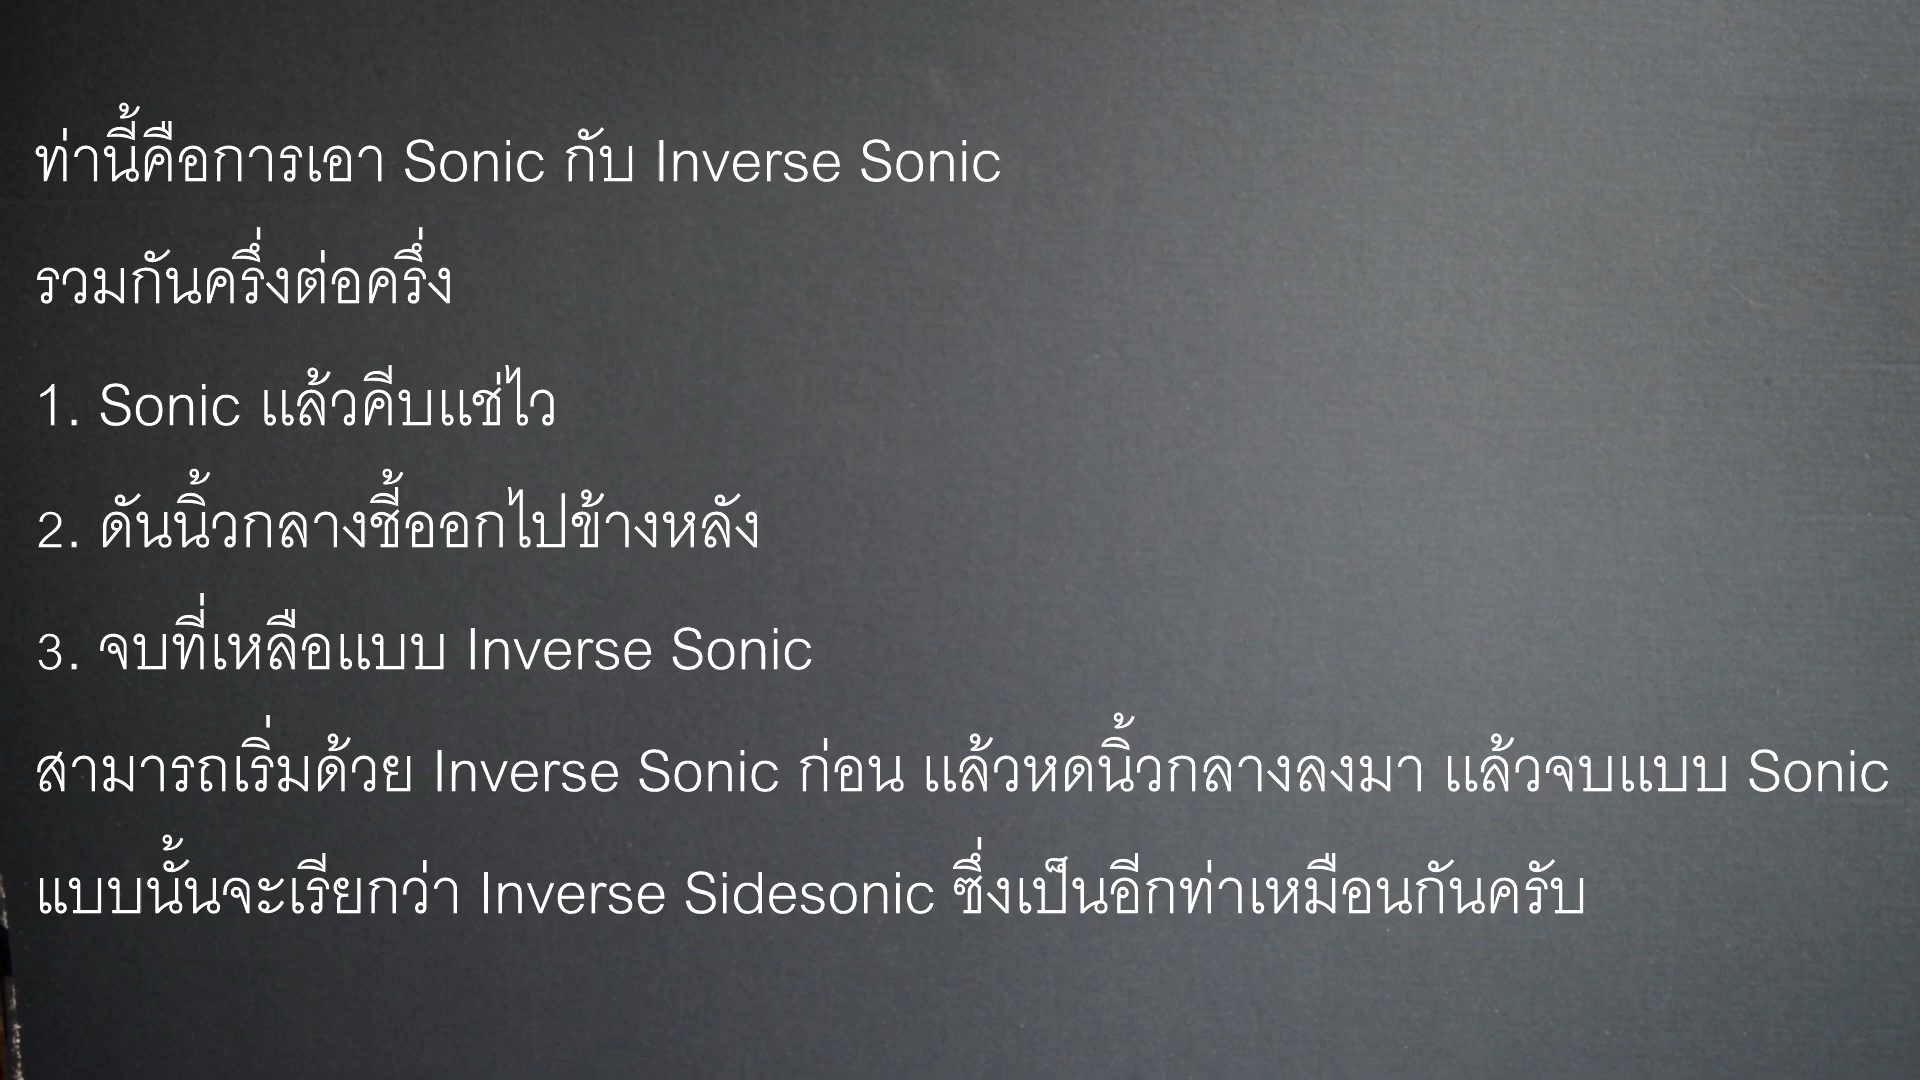 ท่านี้คือการเอา Sonic กับ Inverse Sonic
รวมกันครึ่งต่อครึ่ง
1. Sonic แล้วคีบแช่ไว
2. ดันนิ้วกลางชี้ออกไปข้างหลัง
3. จบที่เหลือแบบ Inverse Sonic
สามารถเริ่มด้วย Inverse Sonic ก่อน แล้วหดนิ้วกลางลงมา แล้วจบแบบ Sonic
แบบนั้นจะเรียกว่า Inverse Sidesonic ซึ่งเป็นอีกท่าเหมือนกันครับ